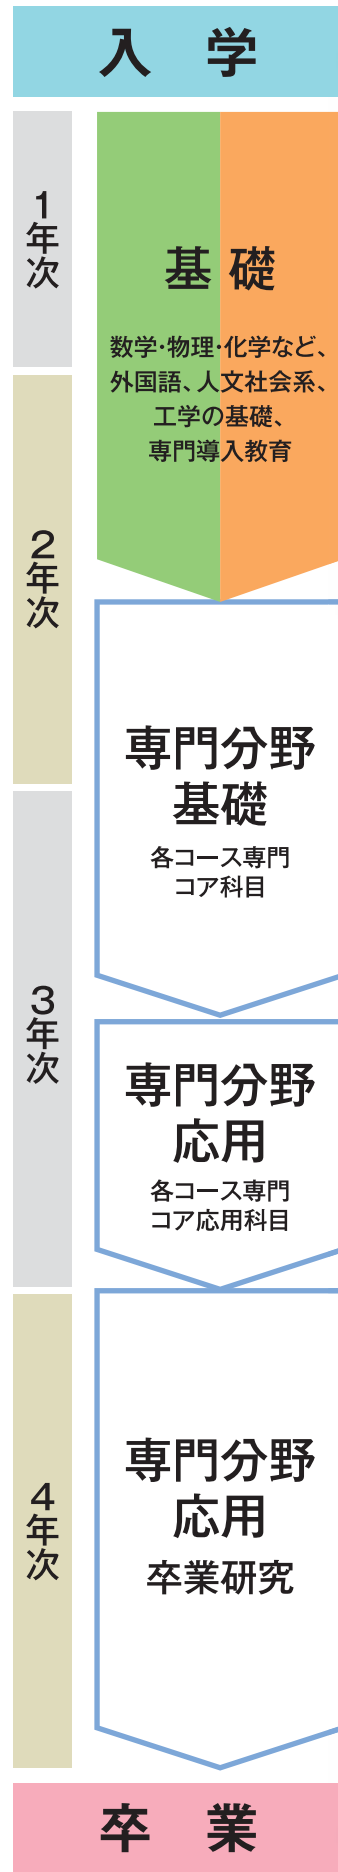 入　学
1年次
基 礎
数学・物理・化学など、
外国語、人文社会系、
工学の基礎、
専門導入教育
2年次
専門分野
基礎
各コース専門
コア科目
3年次
専門分野
応用
各コース専門
コア応用科目
4年次
専門分野
応用
卒業研究
卒　業